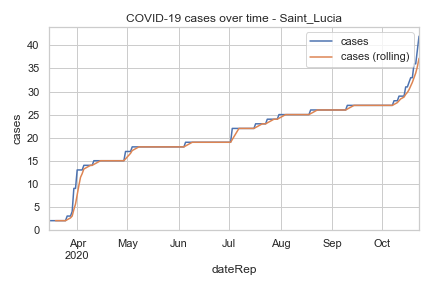 COVID-19 cases over time - Saint_Lucia
cases
cases (rolling)
cases
40
35
30
25
20
15
10
5
0
Apr May Jun Jul Aug Sep Oct
2020
dateRep